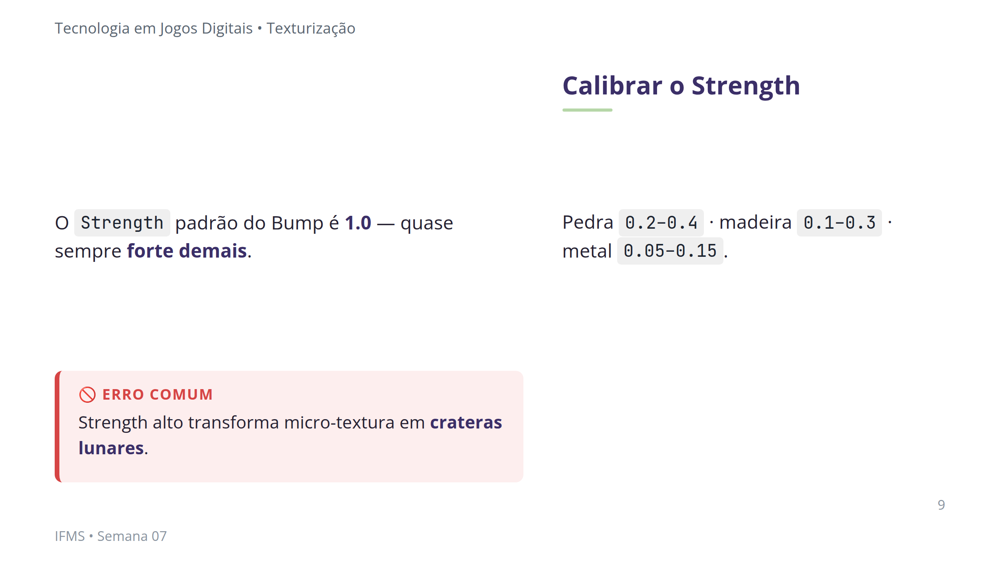 Tecnologia em Jogos Digitais • Texturização
Calibrar o Strength
O Strength padrão do Bump é 1.0 — quase
sempre forte demais.
Pedra 0.2–0.4 · madeira 0.1–0.3 ·
metal 0.05–0.15.
🚫 ERRO COMUM
Strength alto transforma micro-textura em crateras
lunares.
9
IFMS • Semana 07